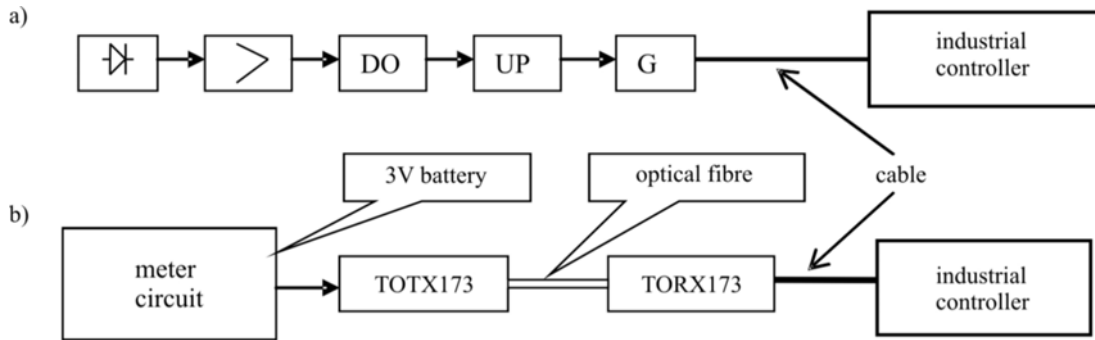 a)
DO
UP
G
industrial
controller
3V battery
optical fibre
cable
b)
meter
circuit
TOTX173
TORX173
industrial
controller